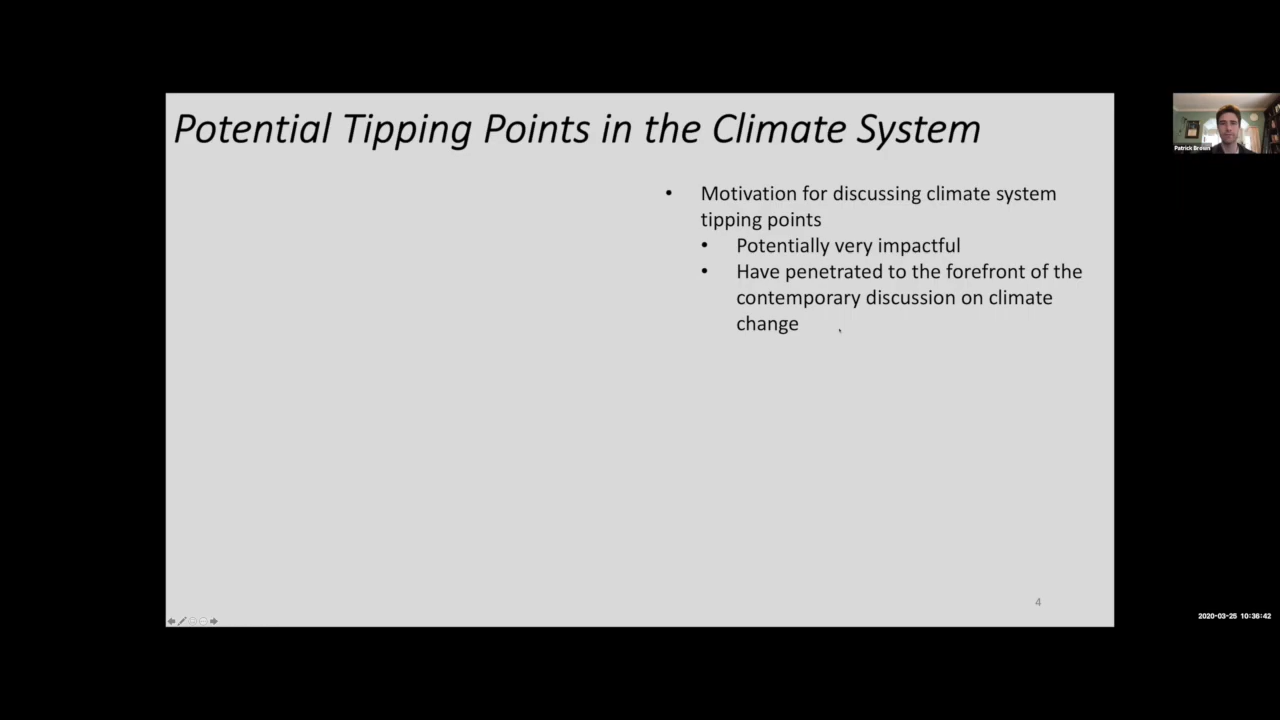 Potential Tipping Points in the Climate System
• Motivation for discussing climate system
tipping points
• Potentially very impactful
• Have penetrated to the forefront of the
contemporary discussion on climate
change
4
Patrick Brown
2020-03-25 10:36:42